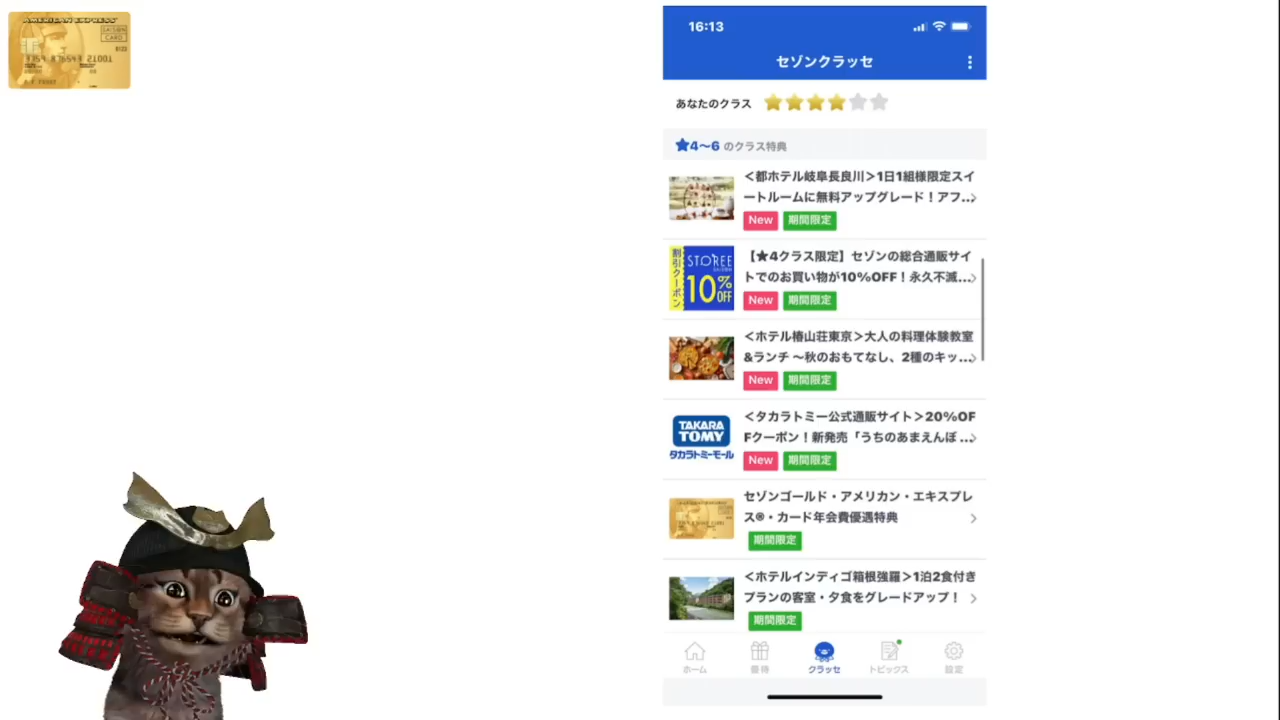 AMERICAN EXPRESS
SAISON
CARD
16:13
セゾンクラッセ
あなたのクラス
★4〜6 のクラス特典
＜都ホテル岐阜長良川＞1日1組様限定スイ
ートルームに無料アップグレード！アフ...
New 期間限定
割引クーポン
STOREE
SAISON
10%
OFF
【★4クラス限定】セゾンの総合通販サイ
トでのお買い物が10%OFF！永久不滅...
New 期間限定
＜ホテル椿山荘東京＞大人の料理体験教室
&ランチ 〜秋のおもてなし、2種のキッ...
New 期間限定
TAKARA
TOMY
タカラトミーモール
＜タカラトミー公式通販サイト＞20%OF
Fクーポン！新発売「うちのあまえんぼ ...
New 期間限定
セゾンゴールド・アメリカン・エキスプレ
ス®・カード年会費優遇特典
期間限定
＜ホテルインディゴ箱根強羅＞1泊2食付き
プランの客室・夕食をグレードアップ！
期間限定
ホーム 優待 クラッセ トピックス 設定